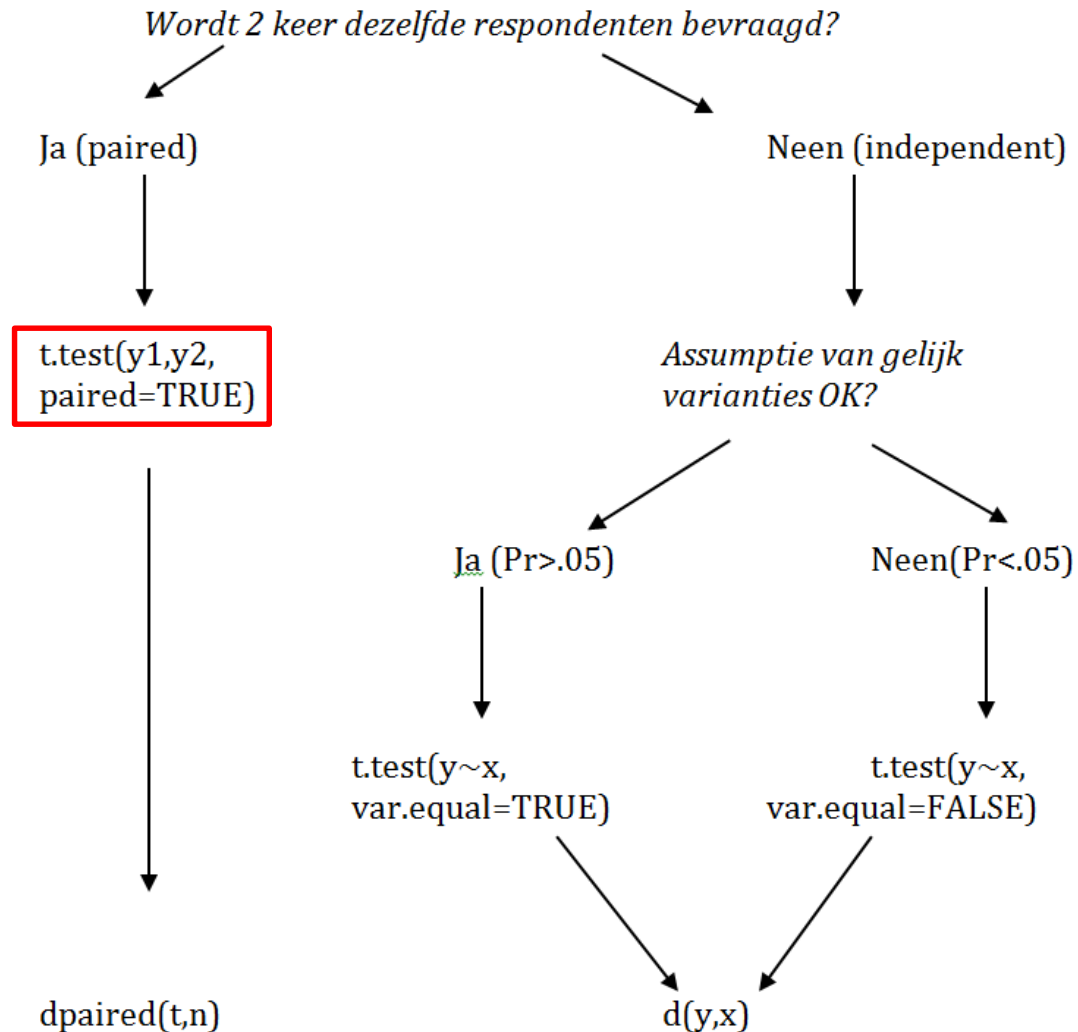 Wordt 2 keer dezelfde respondenten bevraagd?
Ja (paired)
Neen (independent)
t.test(y1,y2,
paired=TRUE)
Assumptie van gelijk
varianties OK?
Ja (Pr>.05)
Neen(Pr<.05)
t.test(y~x,
var.equal=TRUE)
t.test(y~x,
var.equal=FALSE)
dpaired(t,n)
d(y,x)